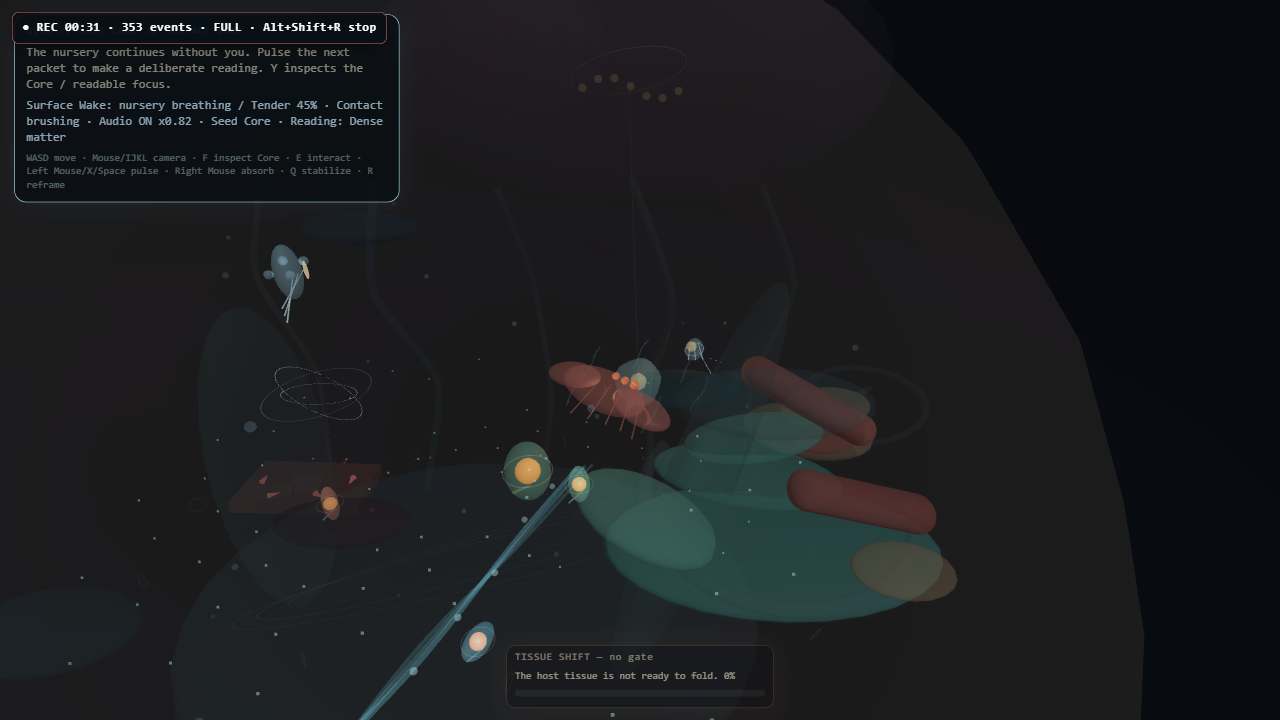 ● REC 00:31 · 353 events · FULL · Alt+Shift+R stop
The nursery continues without you. Pulse the next
packet to make a deliberate reading. Y inspects the
Core / readable focus.
Surface Wake: nursery breathing / Tender 45% · Contact
brushing · Audio ON x0.82 · Seed Core · Reading: Dense
matter
WASD move · Mouse/IJKL camera · F inspect Core · E interact ·
Left Mouse/X/Space pulse · Right Mouse absorb · Q stabilize · R
reframe
TISSUE SHIFT — no gate
The host tissue is not ready to fold. 0%